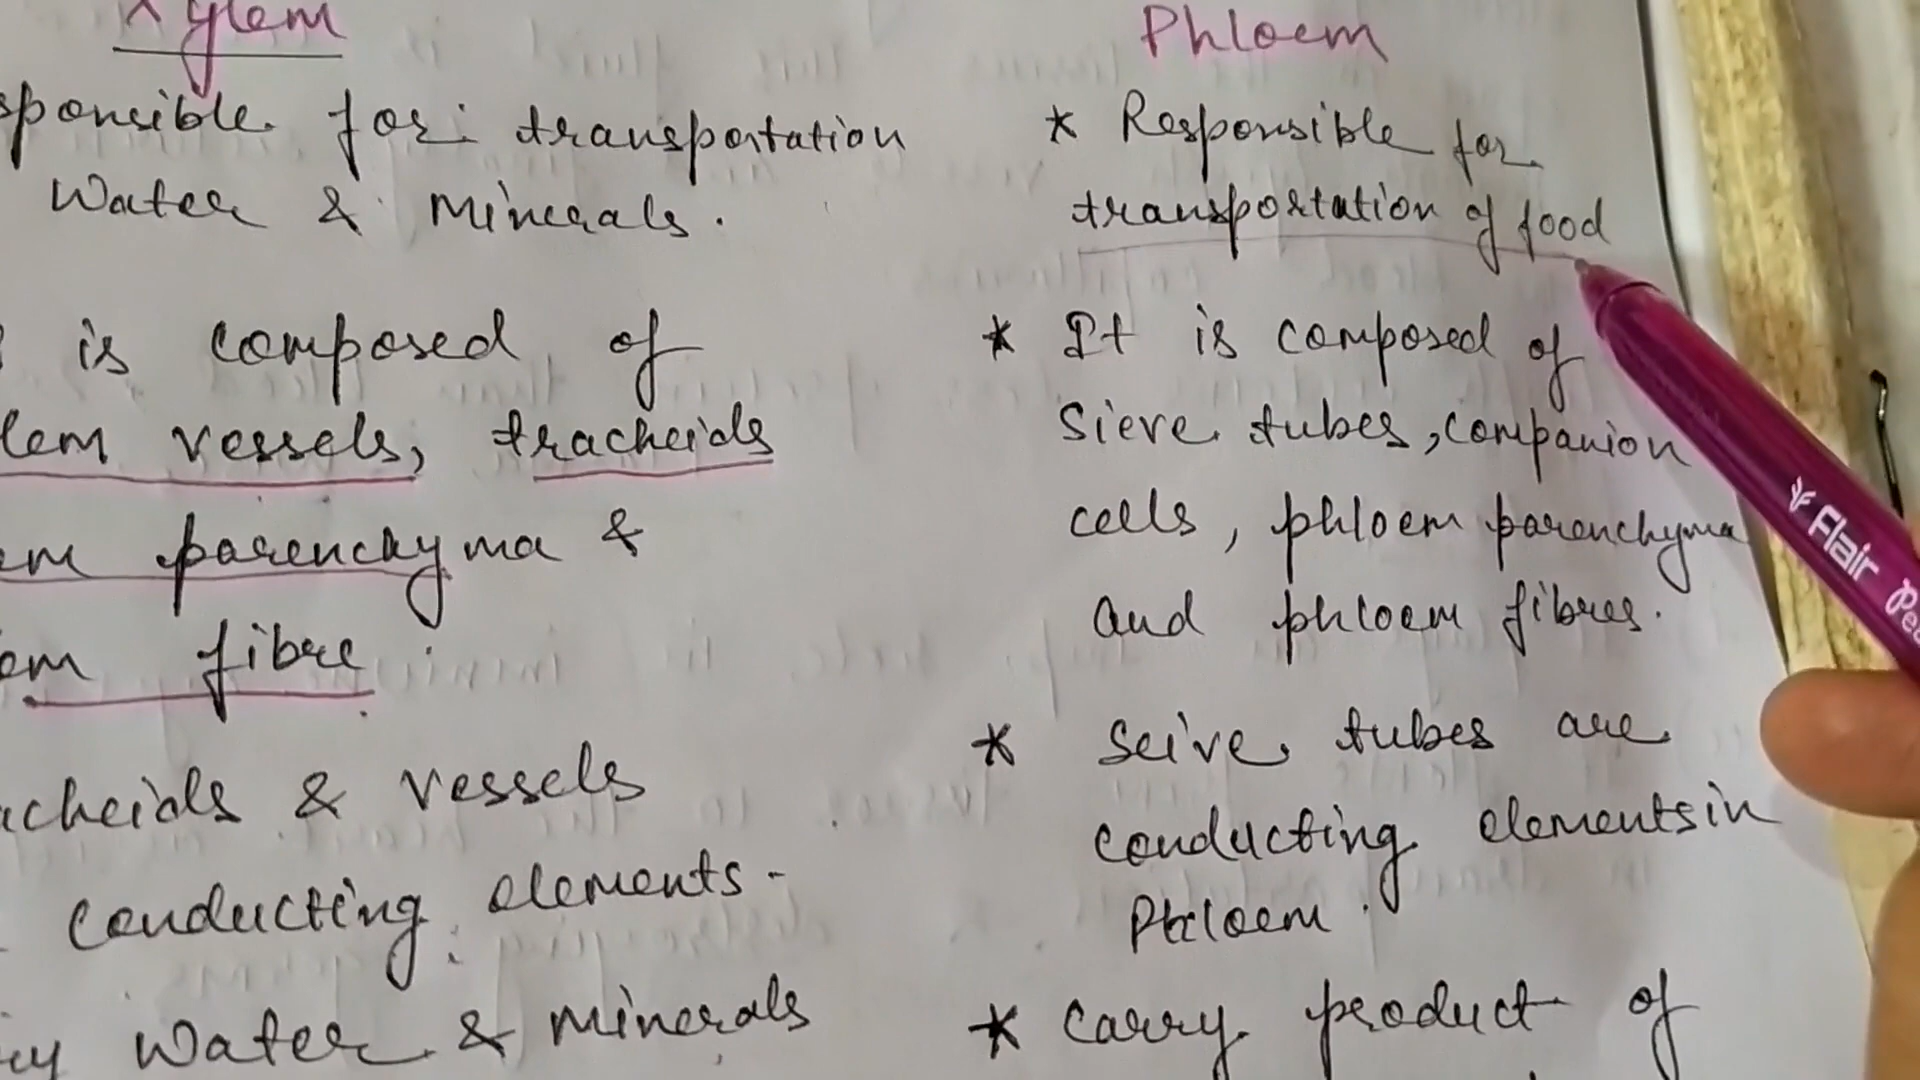 Xylem
sponsible for transportation
Water & Minerals.
is composed of
lem vessels, tracheids
em parenchyma &
em fibre
acheids & vessels
conducting elements.
Water & Minerals
Phloem
* Responsible for
transportation of food
* It is composed of
Sieve tubes, companion
cells, phloem parenchyma
and phloem fibres.
* Seive tubes are
conducting elements in
Phloem.
* Carry product of
Flair